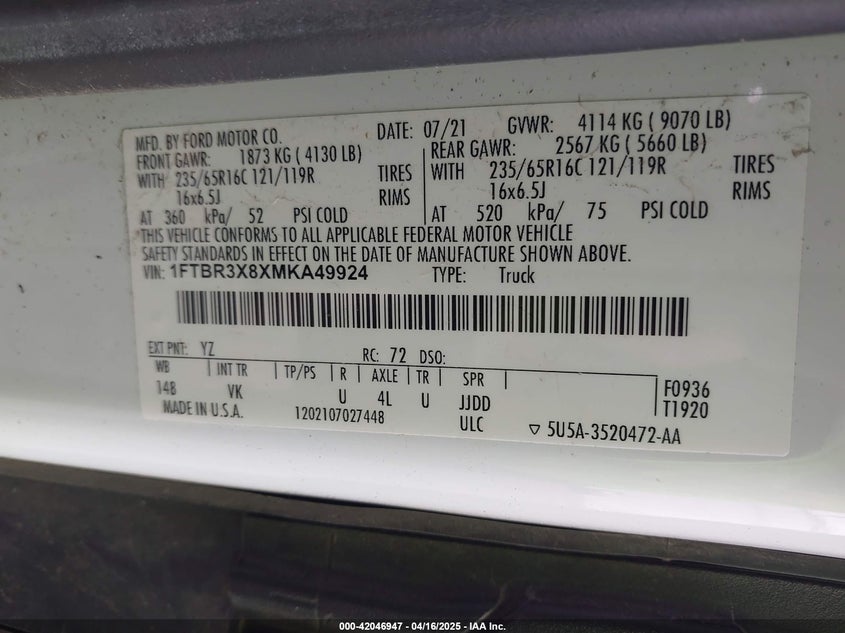 MFD. BY FORD MOTOR CO. DATE: 07/21 GVWR: 4114 KG ( 9070 LB)
FRONT GAWR: 1873 KG ( 4130 LB) REAR GAWR: 2567 KG ( 5660 LB)
WITH 235/65R16C 121/119R TIRES WITH 235/65R16C 121/119R TIRES
16x6.5J RIMS 16x6.5J RIMS
AT 360 kPa/ 52 PSI COLD AT 520 kPa/ 75 PSI COLD
*THIS VEHICLE CONFORMS TO ALL APPLICABLE FEDERAL MOTOR VEHICLE
SAFETY STANDARDS IN EFFECT ON THE DATE OF MANUFACTURE SHOWN ABOVE.
VIN: 1FTBR3X8XMKA49924 TYPE: Truck
EXT PNT: YZ RC: 72 DSO:
WB | INT TR | TP/PS | R | AXLE | TR | SPR | F0936
148 VK U 4L U JJDD T1920
MADE IN U.S.A. 1202107027448 ULC ▽ 5U5A-3520472-AA
000-42046947 - 04/16/2025 - IAA Inc.